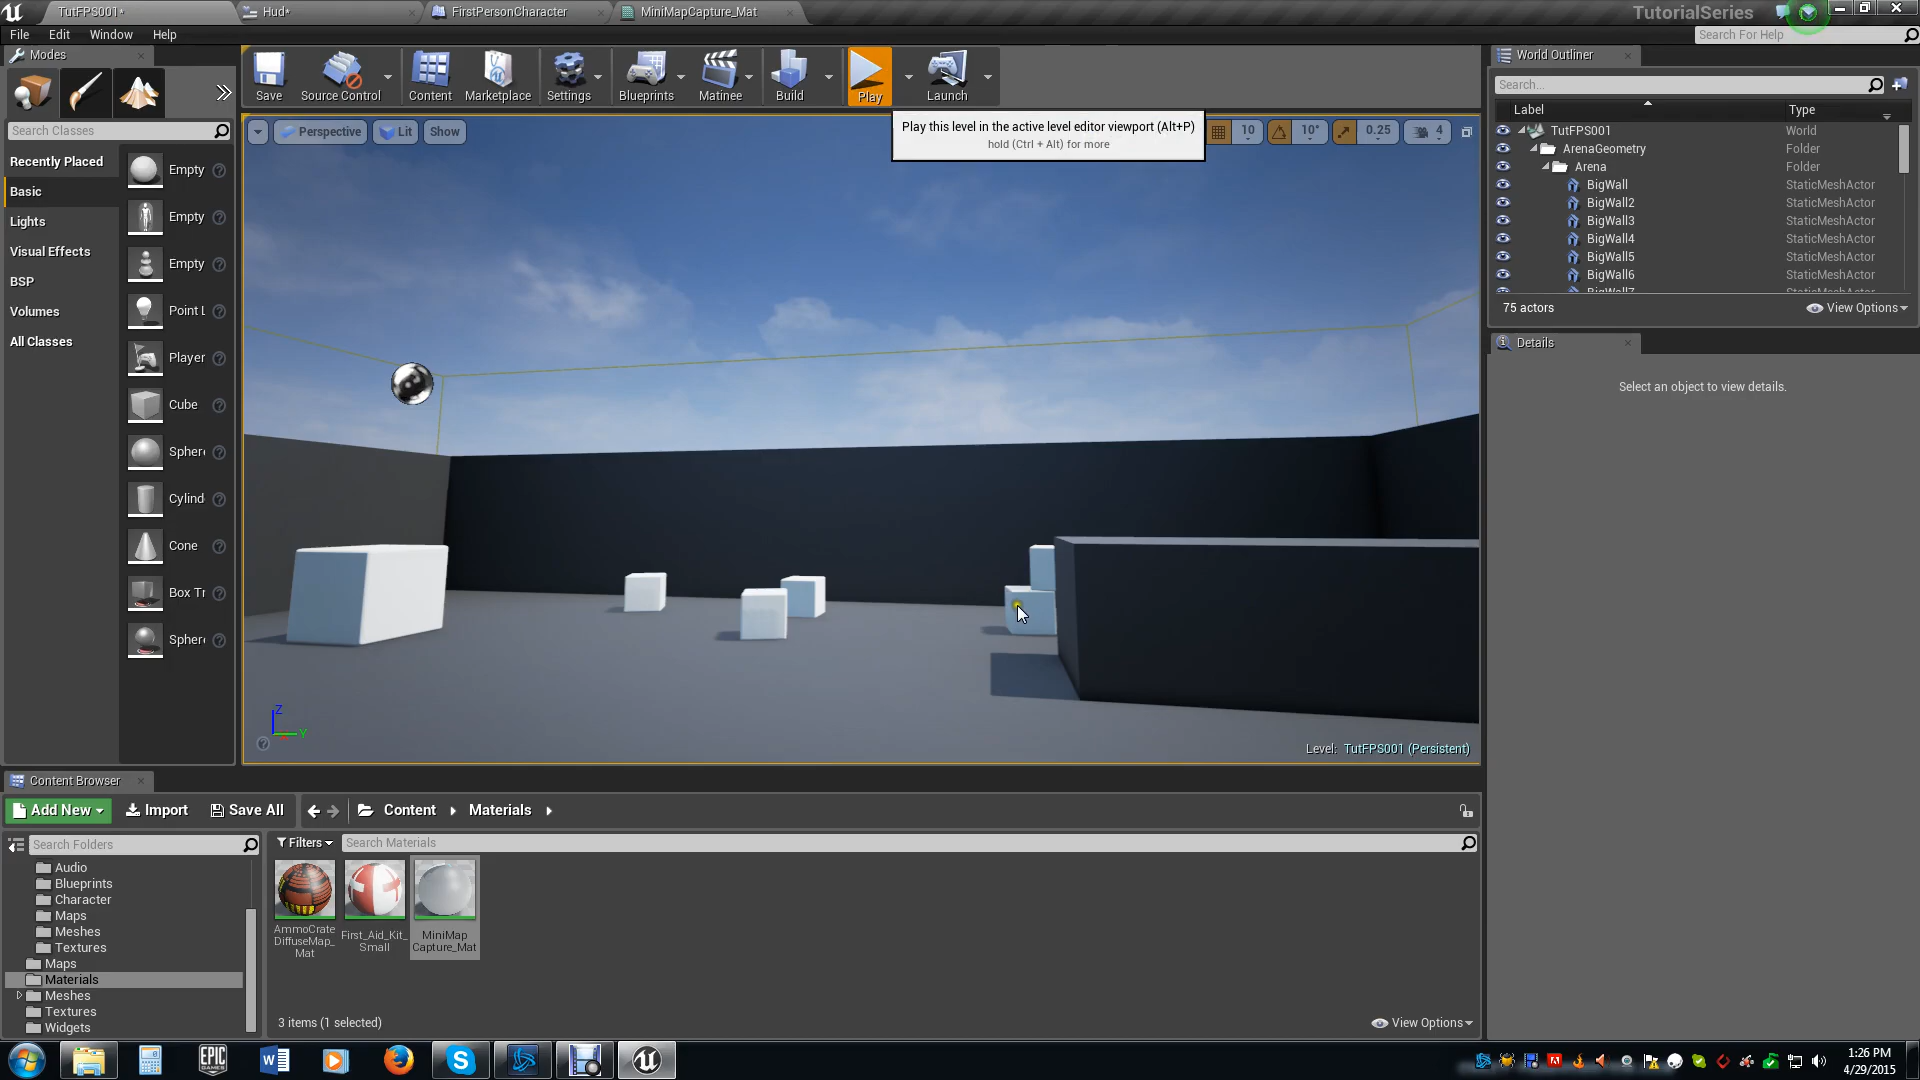 TutFPS001*
Hud*
FirstPersonCharacter
MiniMapCapture_Mat
TutorialSeries
File Edit Window Help
Search For Help
Modes
Save
Source Control
Content
Marketplace
Settings
Blueprints
Matinee
Build
Play
Launch
World Outliner
Search...
Label Type
Search Classes
Perspective
Lit
Show
Play this level in the active level editor viewport (Alt+P)
hold (Ctrl + Alt) for more
10
10°
0.25
4
TutFPS001 World
ArenaGeometry Folder
Arena Folder
BigWall StaticMeshActor
BigWall2 StaticMeshActor
BigWall3 StaticMeshActor
BigWall4 StaticMeshActor
BigWall5 StaticMeshActor
BigWall6 StaticMeshActor
75 actors
View Options
Details
Select an object to view details.
Recently Placed
Basic
Lights
Visual Effects
BSP
Volumes
All Classes
Empty
Empty
Empty
Point L
Player
Cube
Spher
Cylind
Cone
Box Tr
Spher
Z
Y
Level: TutFPS001 (Persistent)
Content Browser
Add New
Import
Save All
Content
Materials
Search Folders
Filters
Search Materials
Audio
Blueprints
Character
Maps
Meshes
Textures
Maps
Materials
Meshes
Textures
Widgets
AmmoCrate
DiffuseMap_
Mat
First_Aid_Kit_
Small
MiniMap
Capture_Mat
3 items (1 selected)
View Options
EPIC
GAMES
1:26 PM
4/29/2015